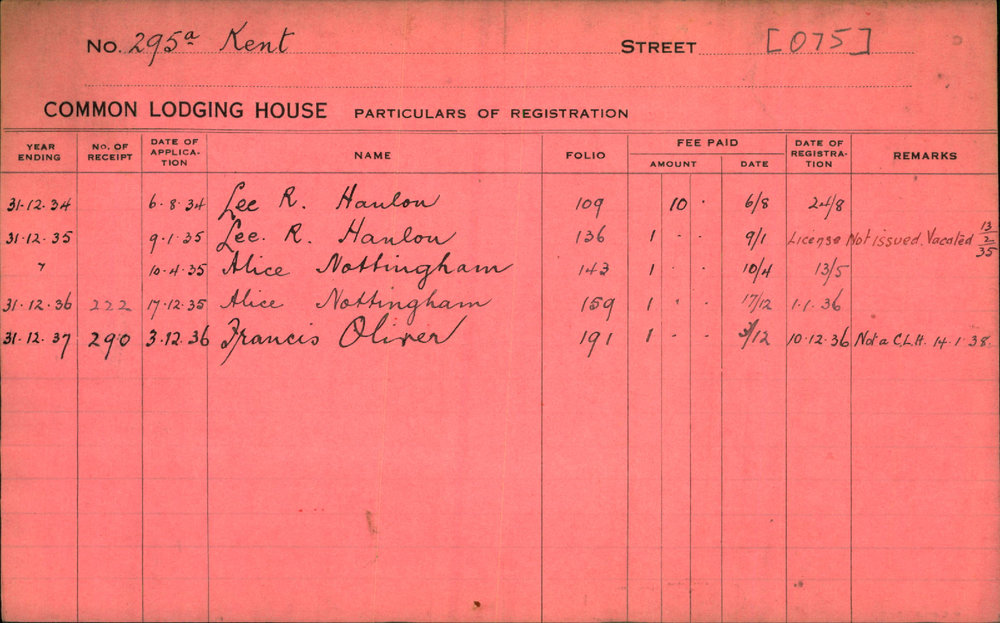 No. 295a Kent STREET [075]
COMMON LODGING HOUSE PARTICULARS OF REGISTRATION
YEAR ENDING No. OF RECEIPT DATE OF APPLICA-TION NAME FOLIO FEE PAID AMOUNT DATE DATE OF REGISTRA-TION REMARKS
31.12.34 6.8.34 Lee R. Hanlon 109 10 . 6/8 24/8
31.12.35 9.1.35 Lee. R. Hanlon 136 1 . . 9/1 License Not issued. Vacated 13/2/35
" 10.4.35 Alice Nottingham 143 1 . . 10/4 13/5
31.12.36 222 17.12.35 Alice Nottingham 159 1 . . 17/12 1.1.36
31.12.37 290 3.12.36 Francis Oliver 191 1 . . 3/12 10.12.36 Not a C.L.H. 14.1.38.